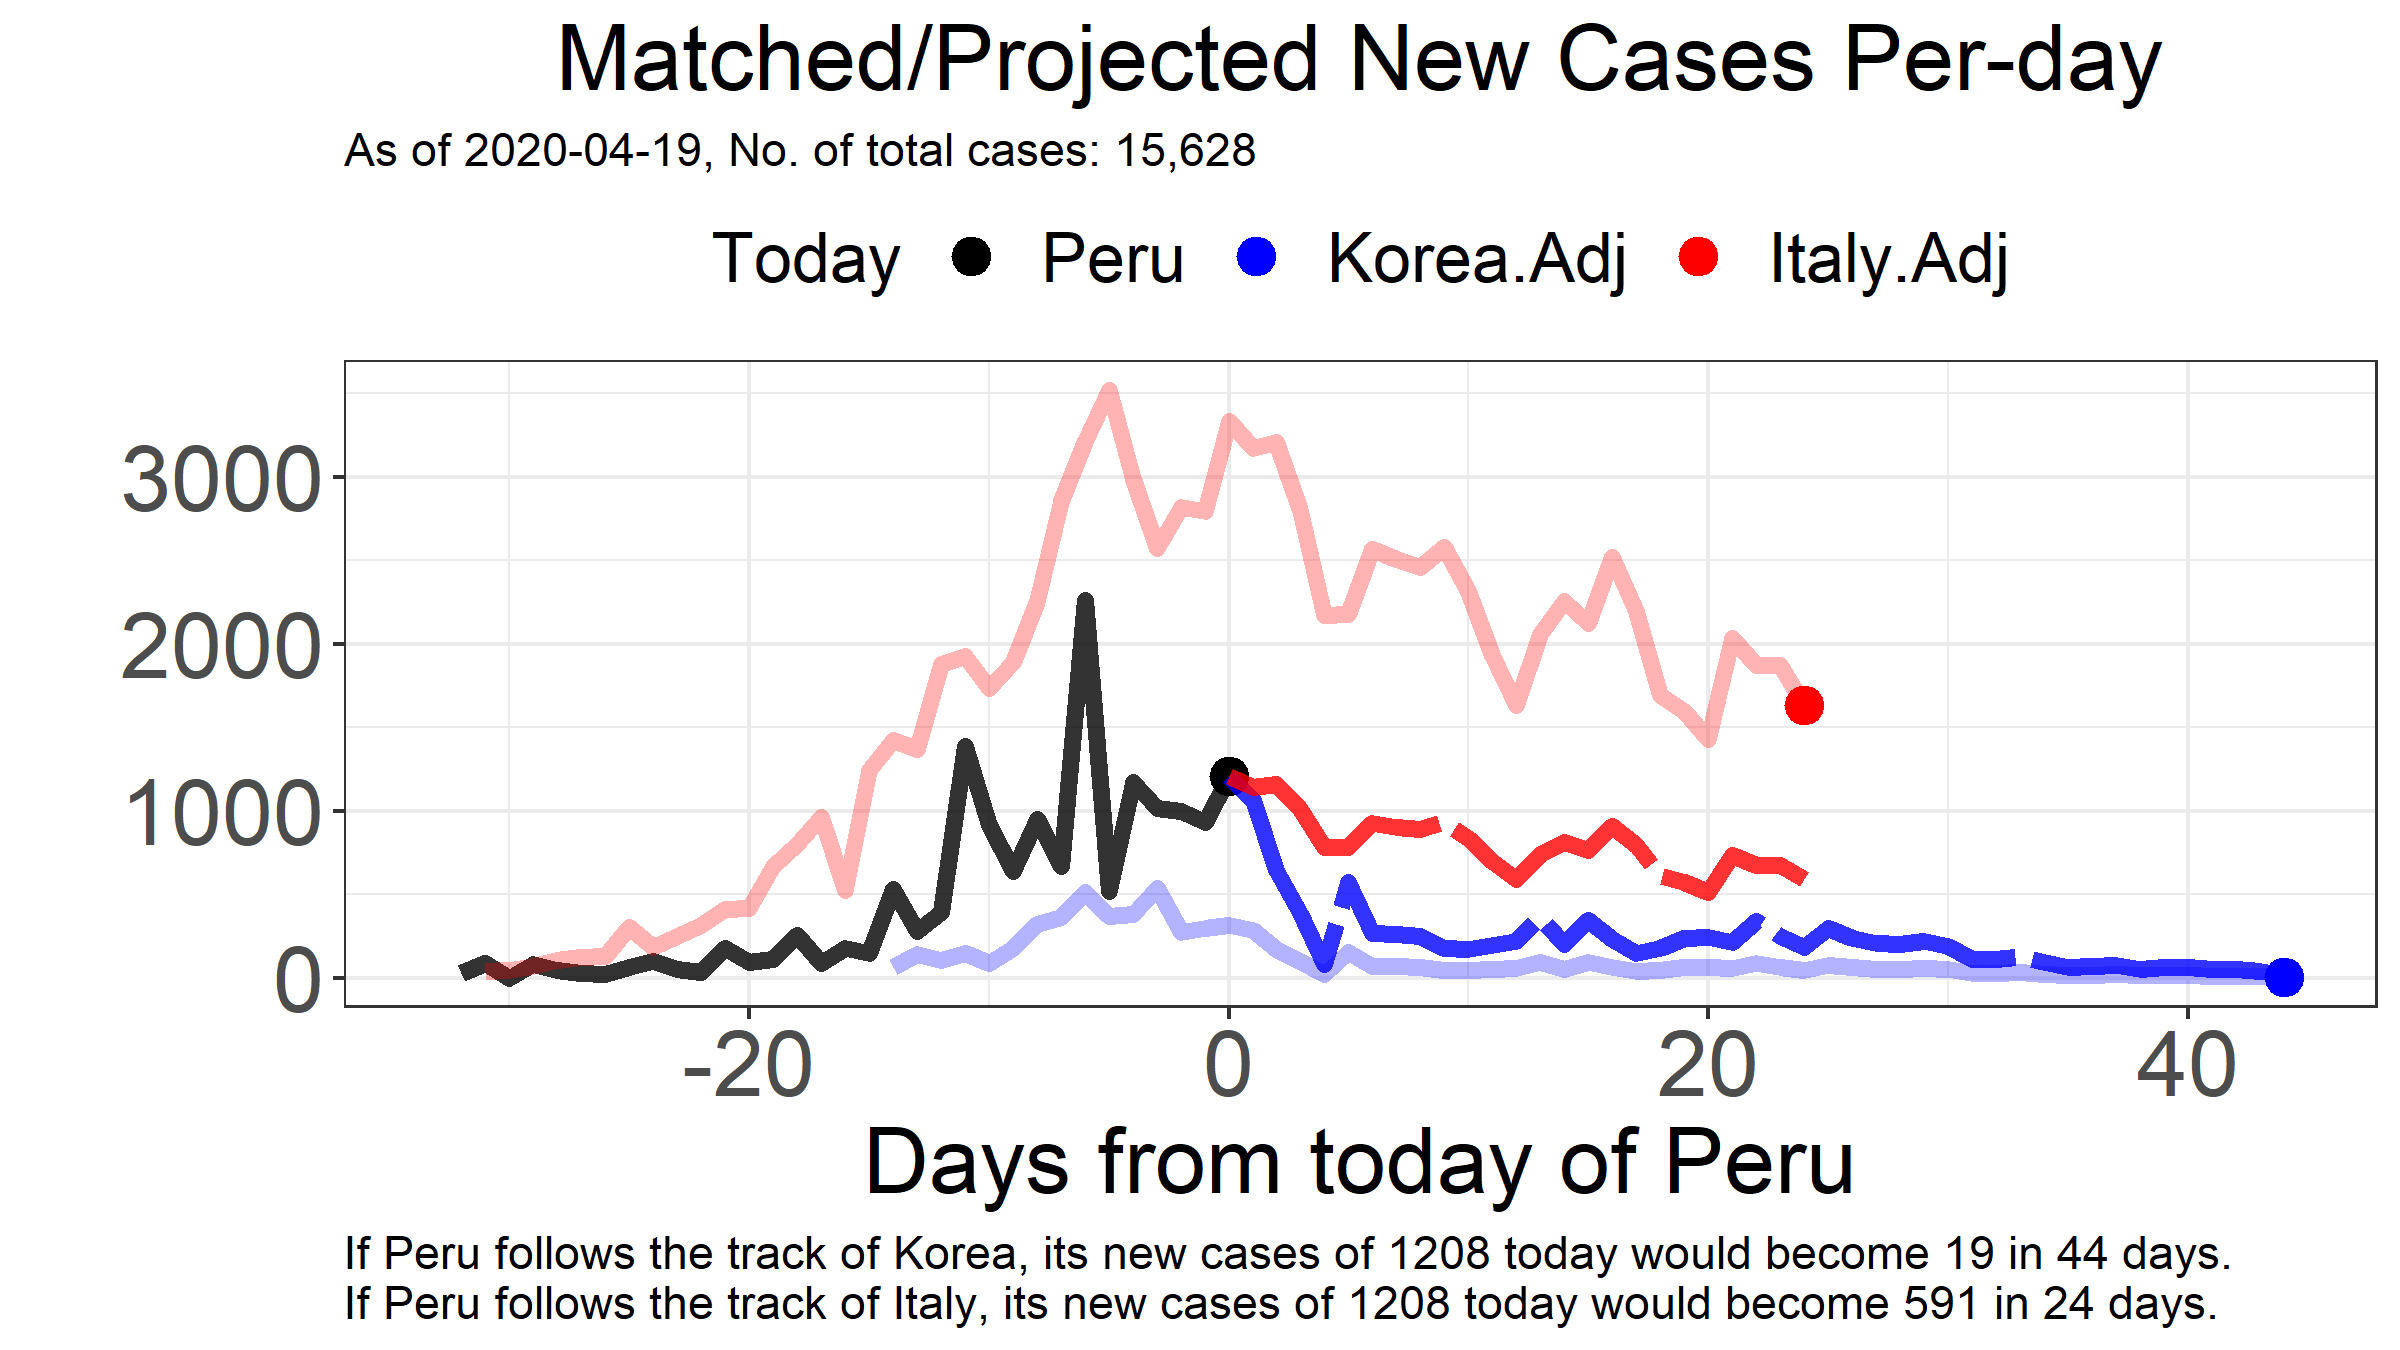 Matched/Projected New Cases Per-day
As of 2020-04-19, No. of total cases: 15,628
Today Peru Korea.Adj Italy.Adj
3000
2000
1000
0
-20 0 20 40
Days from today of Peru
If Peru follows the track of Korea, its new cases of 1208 today would become 19 in 44 days.
If Peru follows the track of Italy, its new cases of 1208 today would become 591 in 24 days.